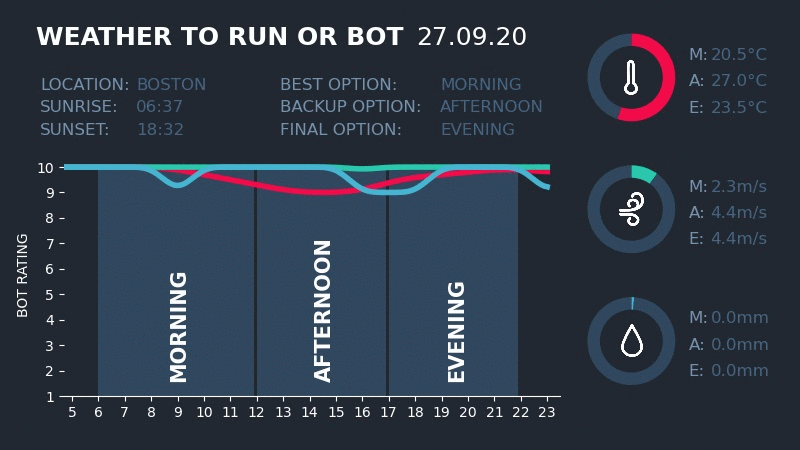 WEATHER TO RUN OR BOT 27.09.20
LOCATION: BOSTON
SUNRISE: 06:37
SUNSET: 18:32
BEST OPTION: MORNING
BACKUP OPTION: AFTERNOON
FINAL OPTION: EVENING
M: 20.5°C
A: 27.0°C
E: 23.5°C
M: 2.3m/s
A: 4.4m/s
E: 4.4m/s
M: 0.0mm
A: 0.0mm
E: 0.0mm
BOT RATING
10
9
8
7
6
5
4
3
2
1
MORNING
AFTERNOON
EVENING
5 6 7 8 9 10 11 12 13 14 15 16 17 18 19 20 21 22 23